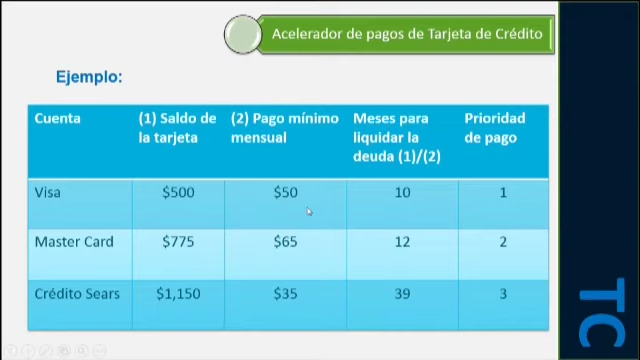 Acelerador de pagos de Tarjeta de Crédito
Ejemplo:
Cuenta (1) Saldo de la tarjeta (2) Pago mínimo mensual Meses para liquidar la deuda (1)/(2) Prioridad de pago
Visa $500 $50 10 1
Master Card $775 $65 12 2
Crédito Sears $1,150 $35 39 3
TC